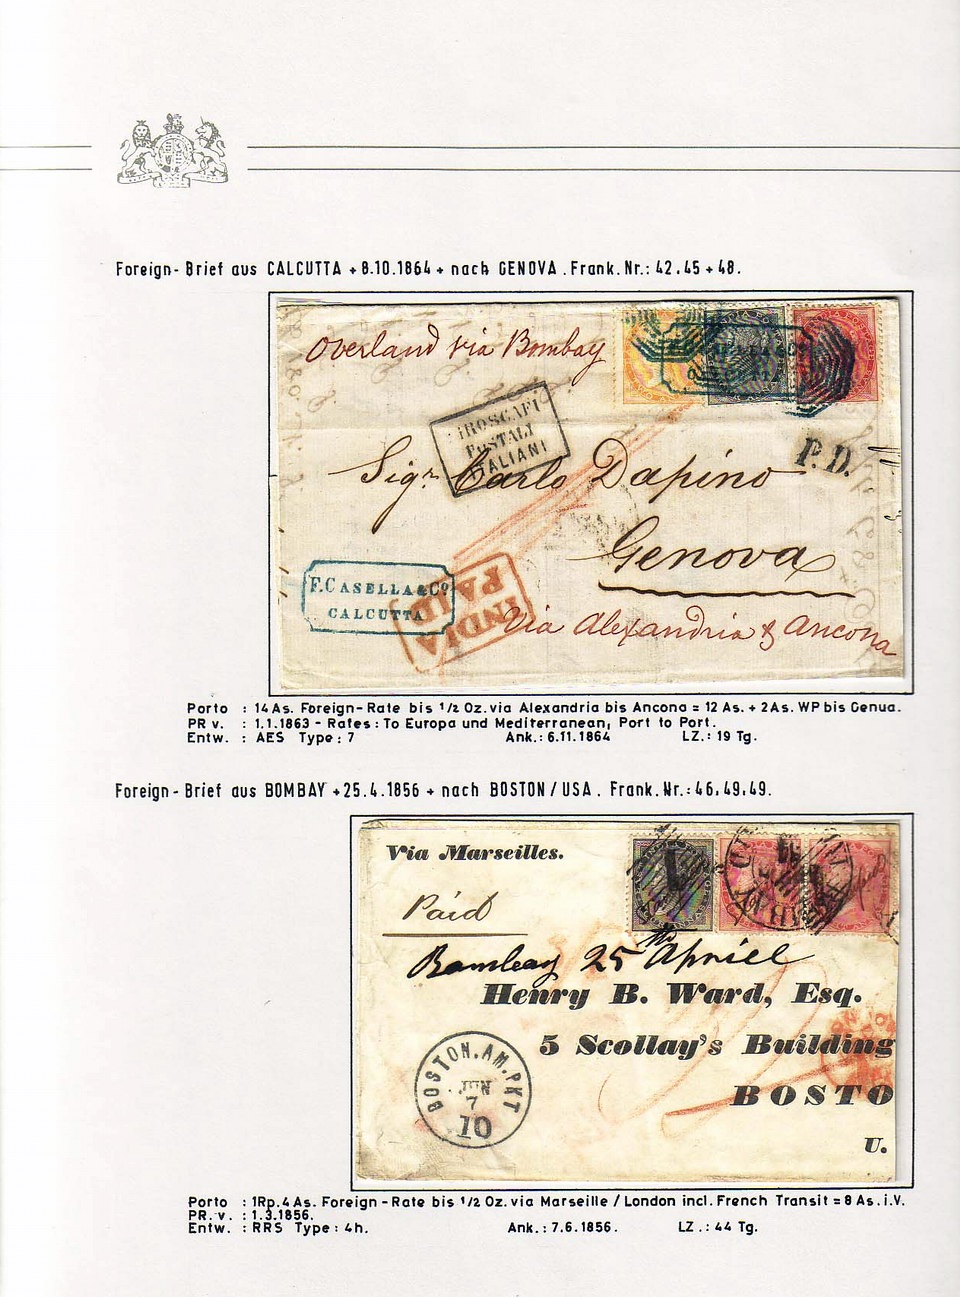 Foreign-Brief aus CALCUTTA + 8.10.1864 + nach GENOVA. Frank. Nr.: 42.45 + 48.
Overland via Bombay
PIROSCAFI
POSTALI
ITALIANI
P.D.
Sigr Carlo Dapino
Genova
F. CASELLA & Co
CALCUTTA
INDIA
PAID
Via Alexandria & Ancona
Porto : 14 As. Foreign-Rate bis 1/2 Oz. via Alexandria bis Ancona = 12 As. + 2 As. WP bis Genua.
PR v. : 1.1.1863 - Rates: To Europa und Mediterranean, Port to Port.
Entw. : AES Type: 7 Ank.: 6.11.1864 LZ.: 19 Tg.
Foreign-Brief aus BOMBAY + 25.4.1856 + nach BOSTON / USA. Frank. Nr.: 46,49,49.
Via Marseilles.
Paid
Bombay 25th Apriel
Henry B. Ward, Esq.
5 Scollay's Building
BOSTO
U.
BOSTON. AM. PKT
JUN
7
10
Porto : 1Rp. 4 As. Foreign-Rate bis 1/2 Oz. via Marseille / London incl. French Transit = 8 As. i.V.
PR. v. : 1.3.1856.
Entw. : RRS Type: 4h. Ank.: 7.6.1856. LZ.: 44 Tg.